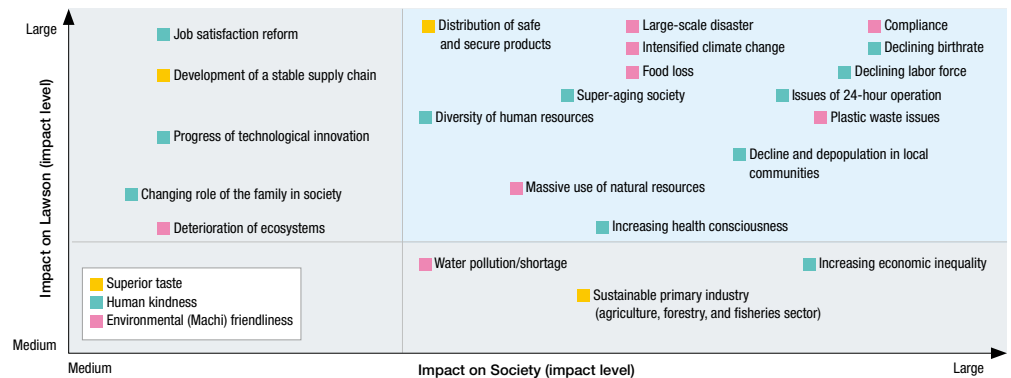 Large
Impact on Lawson (impact level)
Medium
Job satisfaction reform
Development of a stable supply chain
Progress of technological innovation
Changing role of the family in society
Deterioration of ecosystems
Distribution of safe
and secure products
Large-scale disaster
Compliance
Intensified climate change
Declining birthrate
Food loss
Declining labor force
Super-aging society
Issues of 24-hour operation
Diversity of human resources
Plastic waste issues
Decline and depopulation in local
communities
Massive use of natural resources
Increasing health consciousness
Water pollution/shortage
Increasing economic inequality
Sustainable primary industry
(agriculture, forestry, and fisheries sector)
Superior taste
Human kindness
Environmental (Machi) friendliness
Medium
Impact on Society (impact level)
Large